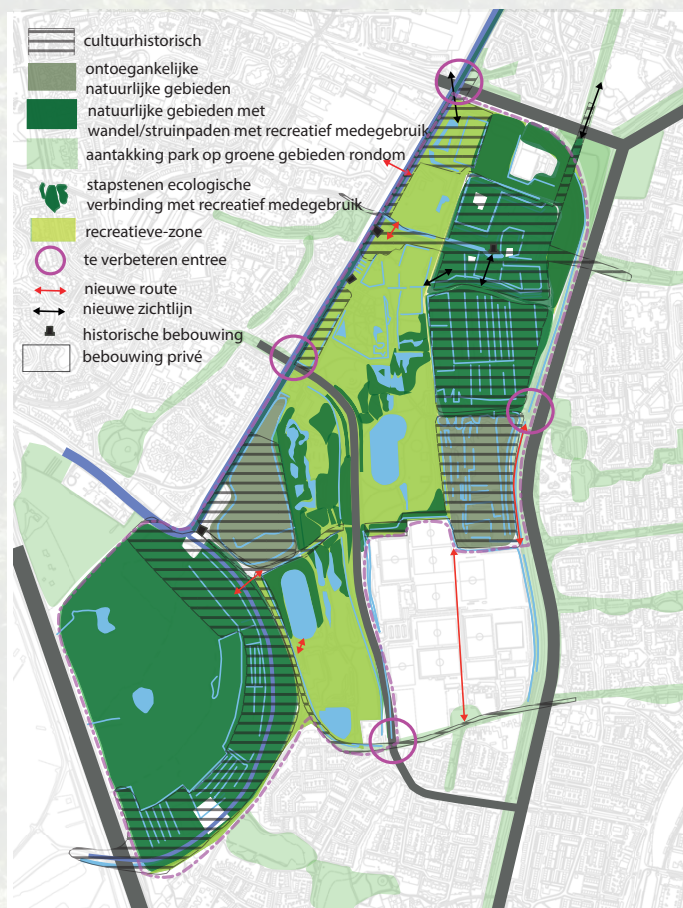 cultuurhistorisch
ontoegankelijke
natuurlijke gebieden
natuurlijke gebieden met
wandel/struinpaden met recreatief medegebruik
aantakking park op groene gebieden rondom
stapstenen ecologische
verbinding met recreatief medegebruik
recreatieve-zone
te verbeteren entree
nieuwe route
nieuwe zichtlijn
historische bebouwing
bebouwing privé